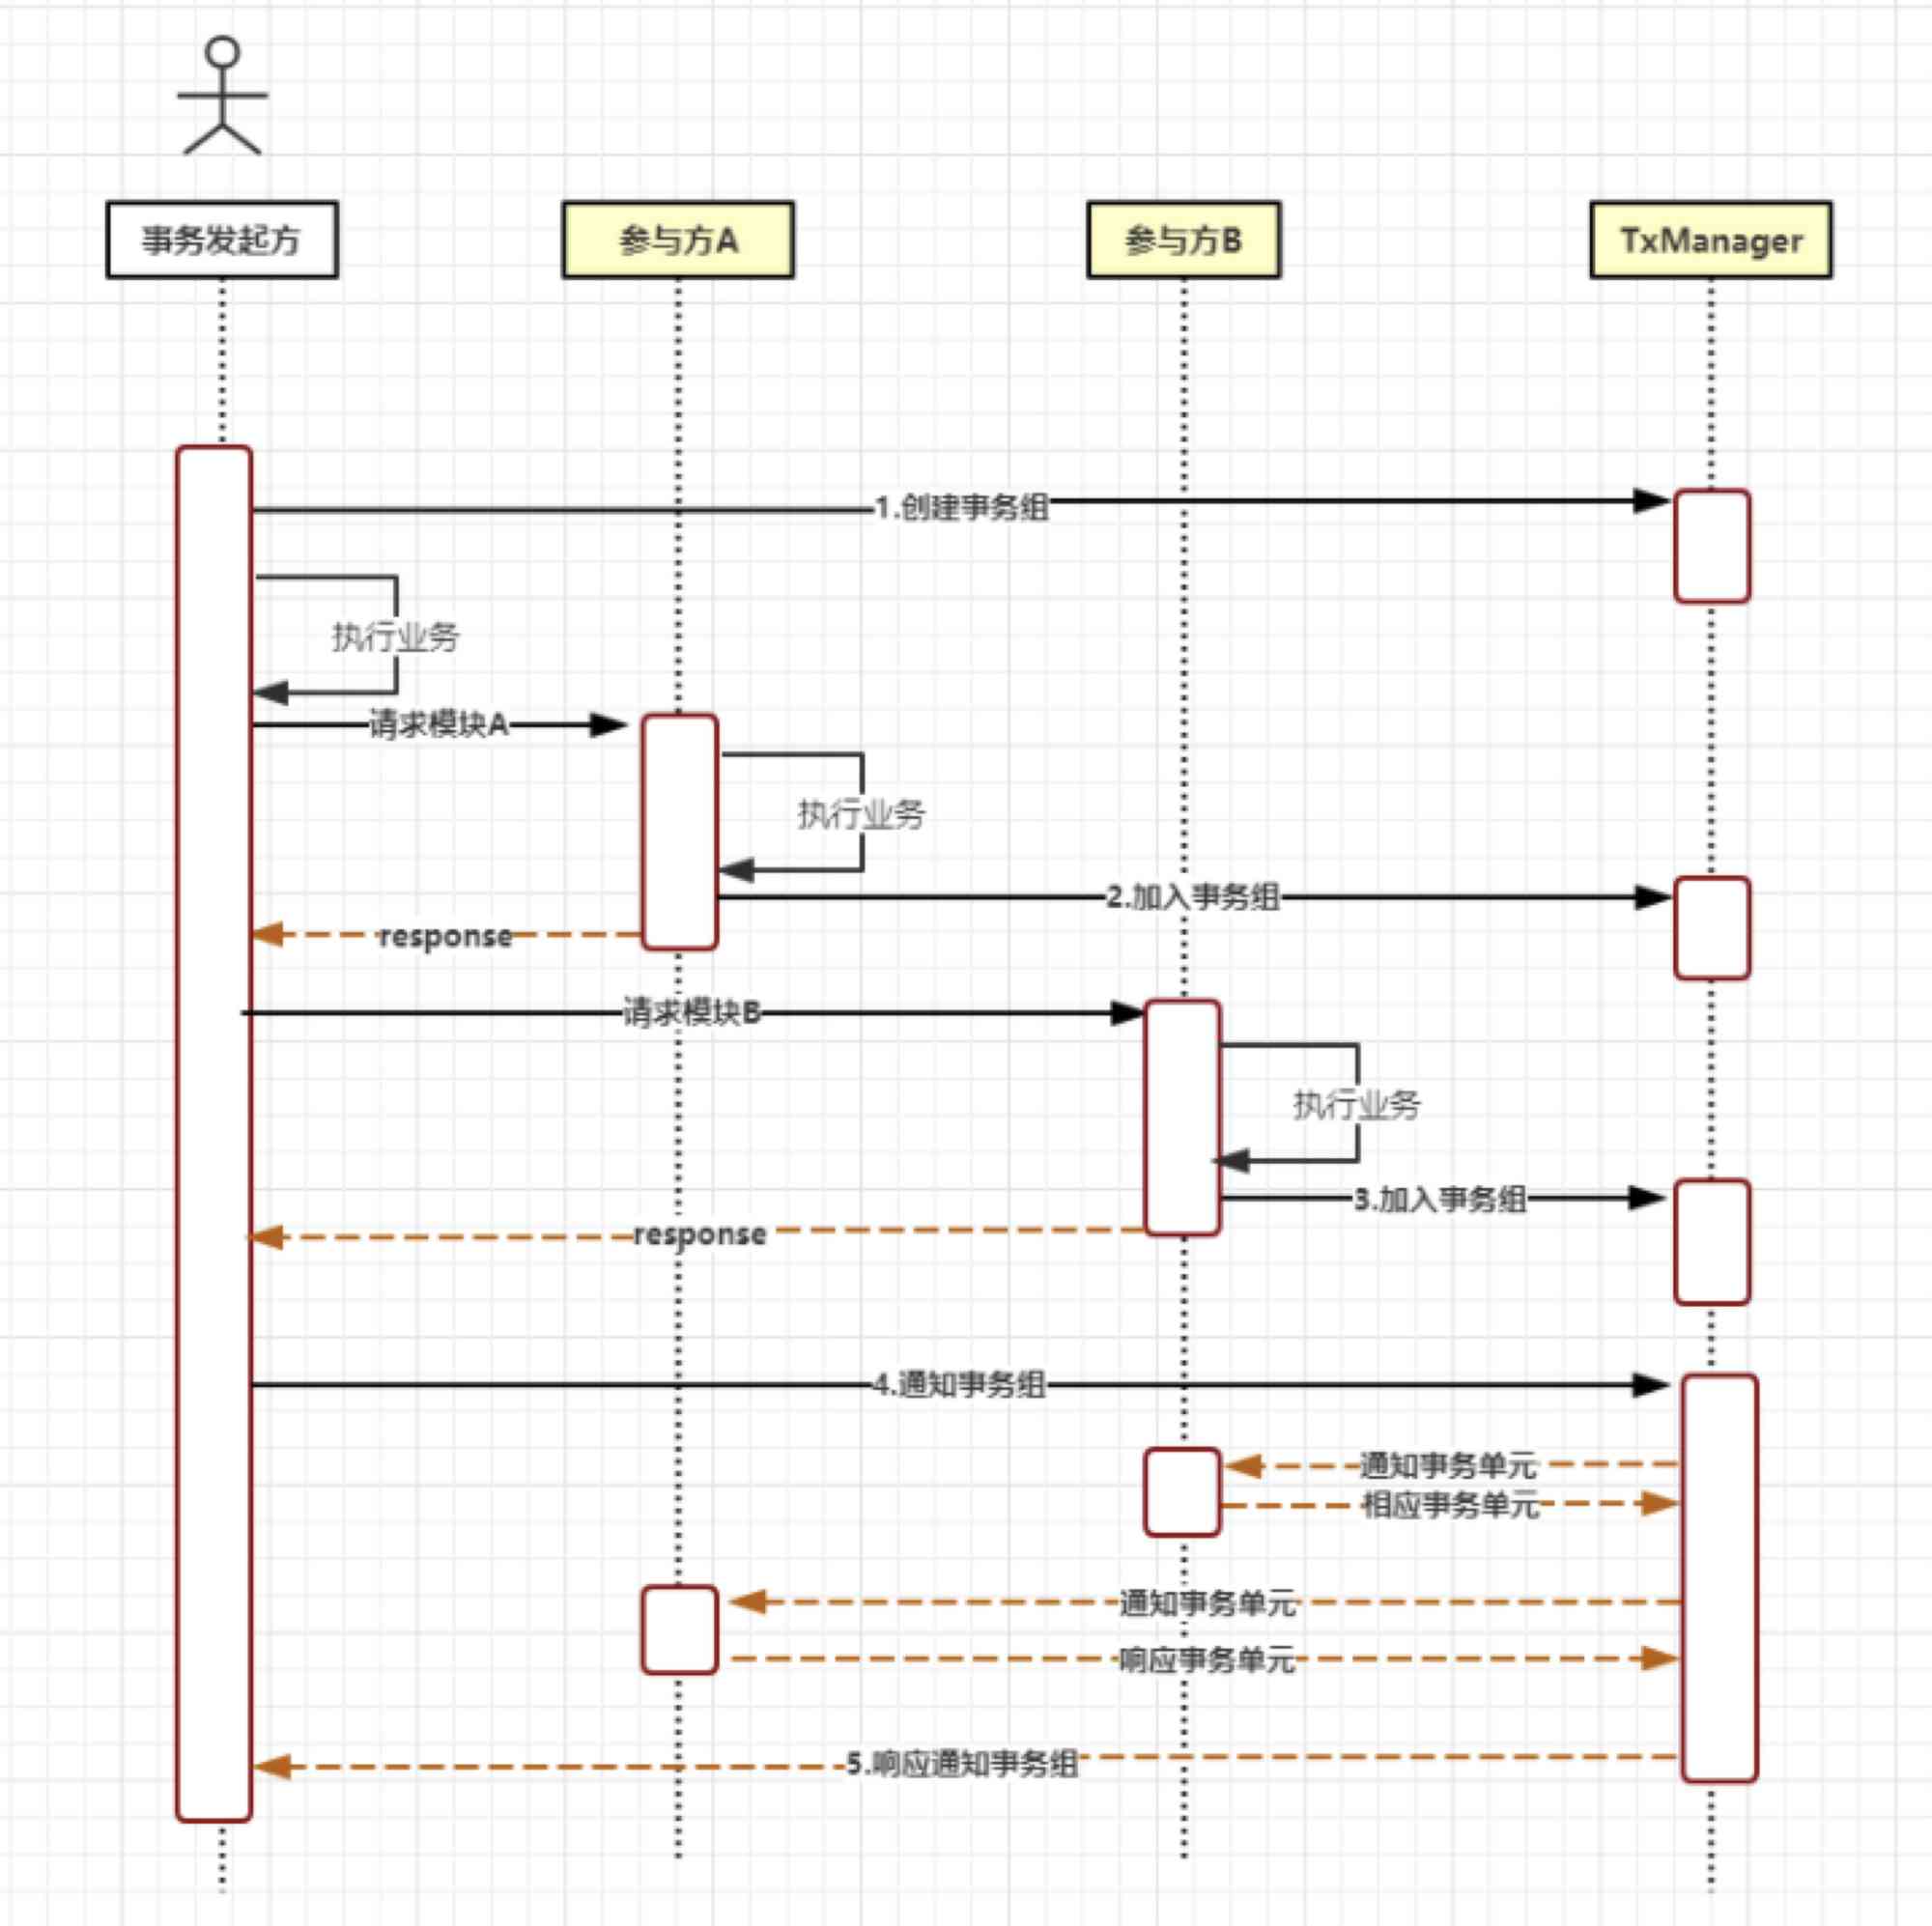 事务发起方
参与方A
参与方B
TxManager
1.创建事务组
执行业务
请求模块A
执行业务
2.加入事务组
response
请求模块B
执行业务
3.加入事务组
response
4.通知事务组
通知事务单元
相应事务单元
通知事务单元
响应事务单元
5.响应通知事务组